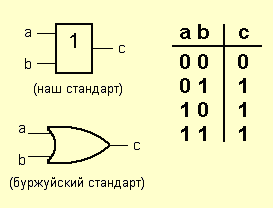 a
1
c
b
(наш стандарт)
a
c
b
(буржуйский стандарт)
a b c
0 0 0
0 1 1
1 0 1
1 1 1